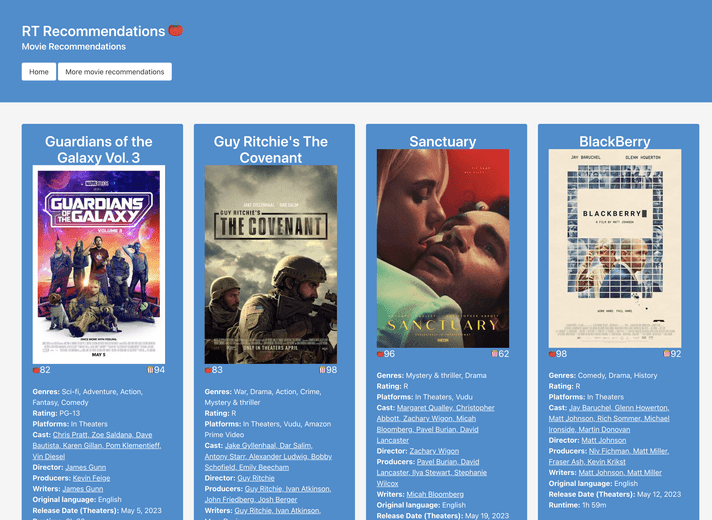 RT Recommendations
Movie Recommendations
Home
More movie recommendations
Guardians of the
Galaxy Vol. 3
GUARDIANS
OF THE
GALAXY
VOLUME 3
MAY 5
82
94
Genres: Sci-fi, Adventure, Action,
Fantasy, Comedy
Rating: PG-13
Platforms: In Theaters
Cast: Chris Pratt, Zoe Saldana, Dave
Bautista, Karen Gillan, Pom Klementieff,
Vin Diesel
Director: James Gunn
Producers: Kevin Feige
Writers: James Gunn
Original language: English
Release Date (Theaters): May 5, 2023
Guy Ritchie's The
Covenant
JAKE GYLLENHAAL DAR SALIM
GUY RITCHIE'S
THE COVENANT
ONLY IN THEATERS APRIL
83
98
Genres: War, Drama, Action, Crime,
Mystery & thriller
Rating: R
Platforms: In Theaters, Vudu, Amazon
Prime Video
Cast: Jake Gyllenhaal, Dar Salim,
Antony Starr, Alexander Ludwig, Bobby
Schofield, Emily Beecham
Director: Guy Ritchie
Producers: Guy Ritchie, Ivan Atkinson,
John Friedberg, Josh Berger
Writers: Guy Ritchie, Ivan Atkinson,
Sanctuary
SANCTUARY
96
62
Genres: Mystery & thriller, Drama
Rating: R
Platforms: In Theaters, Vudu
Cast: Margaret Qualley, Christopher
Abbott, Zachary Wigon, Micah
Bloomberg, Pavel Burian, and David
Lancaster
Director: Zachary Wigon
Producers: Pavel Burian, David
Lancaster, Ilya Stewart, Stephanie
Wilcox
Writers: Micah Bloomberg
Original language: English
Release Date (Theaters): May 19, 2023
BlackBerry
JAY BARUCHEL GLENN HOWERTON
BLACKBERRY
A FILM BY MATT JOHNSON
98
92
Genres: Comedy, Drama, History
Rating: R
Platforms: In Theaters
Cast: Jay Baruchel, Glenn Howerton,
Matt Johnson, Rich Sommer, Michael
Ironside, Martin Donovan
Director: Matt Johnson
Producers: Niv Fichman, Matt Miller,
Fraser Ash, Kevin Krikst
Writers: Matt Johnson, Matt Miller
Original language: English
Release Date (Theaters): May 12, 2023
Runtime: 1h 59m